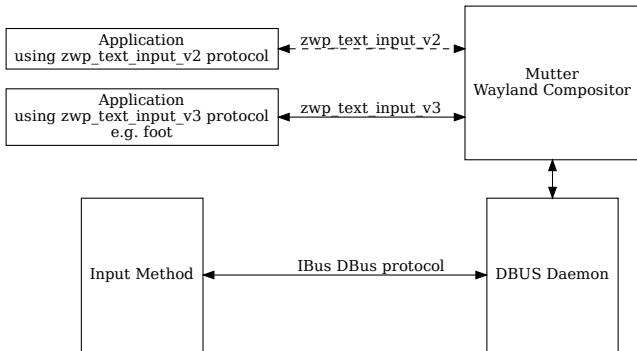 Application
using zwp_text_input_v2 protocol
zwp_text_input_v2
Mutter
Wayland Compositor
Application
using zwp_text_input_v3 protocol
e.g. foot
zwp_text_input_v3
Input Method
IBus DBus protocol
DBUS Daemon